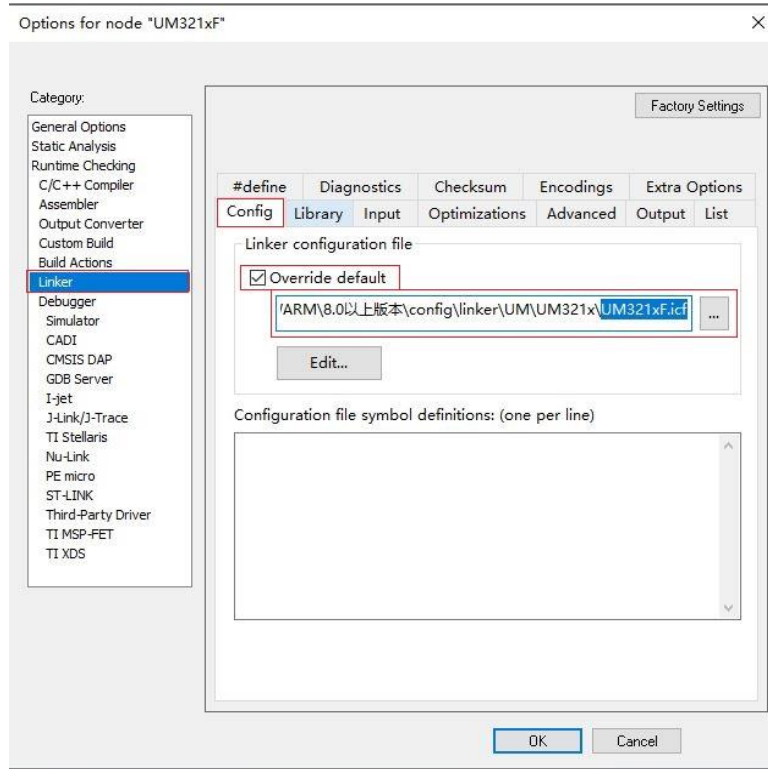 Options for node "UM321xF"
Category:
General Options
Static Analysis
Runtime Checking
C/C++ Compiler
Assembler
Output Converter
Custom Build
Build Actions
Linker
Debugger
Simulator
CADI
CMSIS DAP
GDB Server
I-jet
J-Link/J-Trace
TI Stellaris
Nu-Link
PE micro
ST-LINK
Third-Party Driver
TI MSP-FET
TI XDS
Factory Settings
#define Diagnostics Checksum Encodings Extra Options
Config Library Input Optimizations Advanced Output List
Linker configuration file
Override default
ARM\8.0以上版本\config\linker\UM\UM321x\UM321xF.icf ...
Edit...
Configuration file symbol definitions: (one per line)
OK Cancel